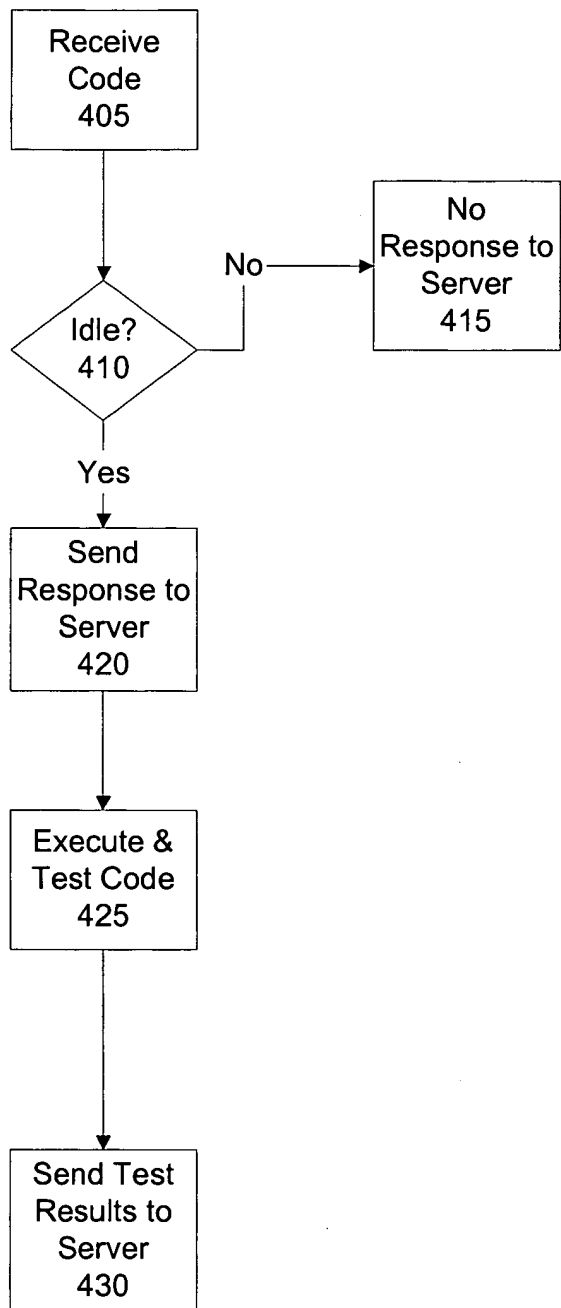 Receive
Code
405
No
Response to
Server
415
No
Idle?
410
Yes
Send
Response to
Server
420
Execute &
Test Code
425
Send Test
Results to
Server
430